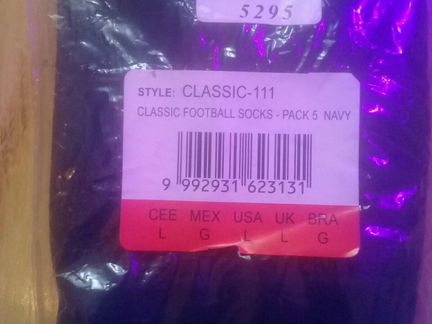 5295
STYLE: CLASSIC-111
CLASSIC FOOTBALL SOCKS - PACK 5 NAVY
9 992931 623131
CEE MEX USA UK BRA
L G L L G